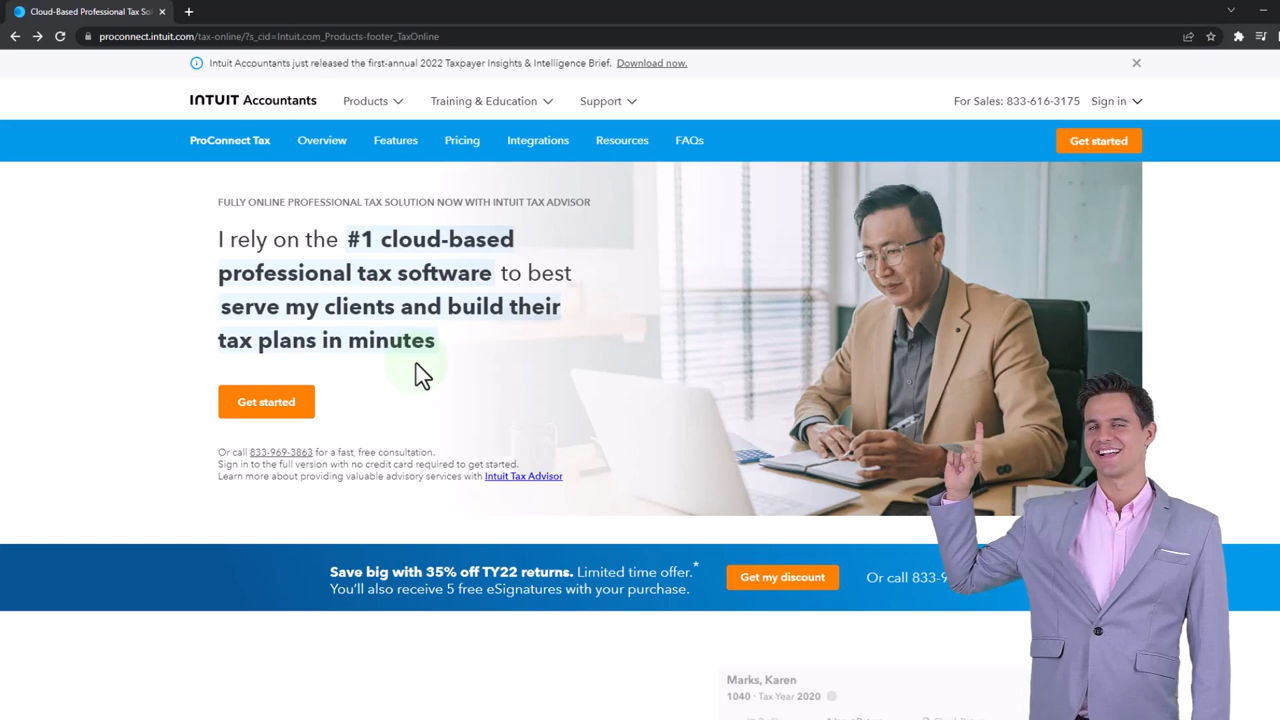 Cloud-Based Professional Tax So
proconnect.intuit.com/tax-online/?s_cid=Intuit.com_Products-footer_TaxOnline
Intuit Accountants just released the first-annual 2022 Taxpayer Insights & Intelligence Brief. Download now.
INTUIT Accountants Products Training & Education Support For Sales: 833-616-3175 Sign in
ProConnect Tax Overview Features Pricing Integrations Resources FAQs Get started
FULLY ONLINE PROFESSIONAL TAX SOLUTION NOW WITH INTUIT TAX ADVISOR
I rely on the #1 cloud-based
professional tax software to best
serve my clients and build their
tax plans in minutes
Get started
Or call 833-969-3863 for a fast, free consultation.
Sign in to the full version with no credit card required to get started.
Learn more about providing valuable advisory services with Intuit Tax Advisor
Save big with 35% off TY22 returns. Limited time offer.*
You'll also receive 5 free eSignatures with your purchase.
Get my discount
Or call 833-9
Marks, Karen
1040 · Tax Year 2020